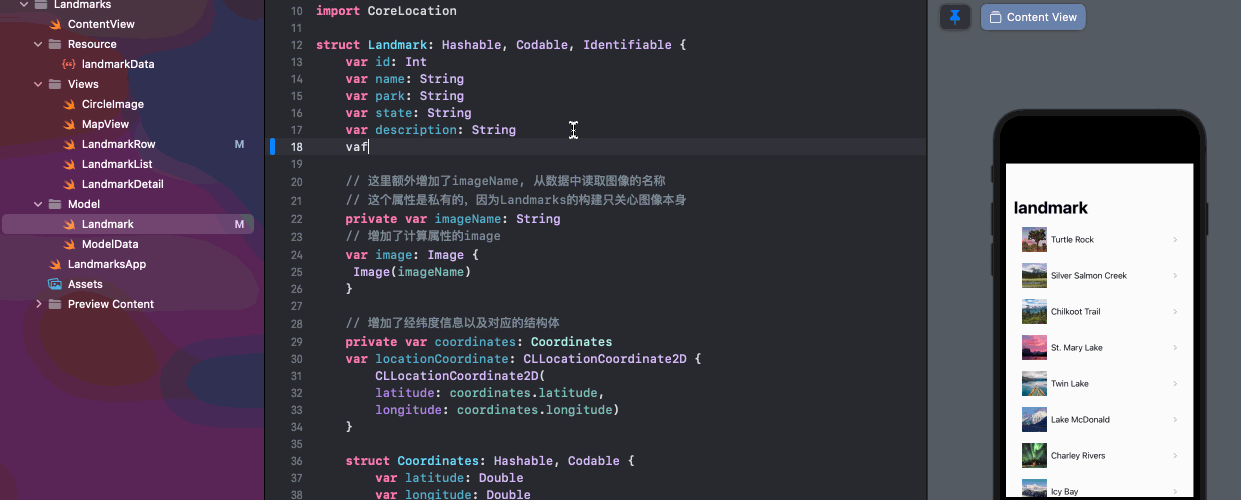 Landmarks
ContentView
Resource
landmarkData
Views
CircleImage
MapView
LandmarkRow M
LandmarkList
LandmarkDetail
Model
Landmark M
ModelData
LandmarksApp
Assets
Preview Content
10 import CoreLocation
11
12 struct Landmark: Hashable, Codable, Identifiable {
13 var id: Int
14 var name: String
15 var park: String
16 var state: String
17 var description: String
18 vaf
19
20 // 这里额外增加了imageName, 从数据中读取图像的名称
21 // 这个属性是私有的，因为Landmarks的构建只关心图像本身
22 private var imageName: String
23 // 增加了计算属性的image
24 var image: Image {
25 Image(imageName)
26 }
27
28 // 增加了经纬度信息以及对应的结构体
29 private var coordinates: Coordinates
30 var locationCoordinate: CLLocationCoordinate2D {
31 CLLocationCoordinate2D(
32 latitude: coordinates.latitude,
33 longitude: coordinates.longitude)
34 }
35
36 struct Coordinates: Hashable, Codable {
37 var latitude: Double
38 var longitude: Double
Content View
landmark
Turtle Rock
Silver Salmon Creek
Chilkoot Trail
St. Mary Lake
Twin Lake
Lake McDonald
Charley Rivers
Icy Bay